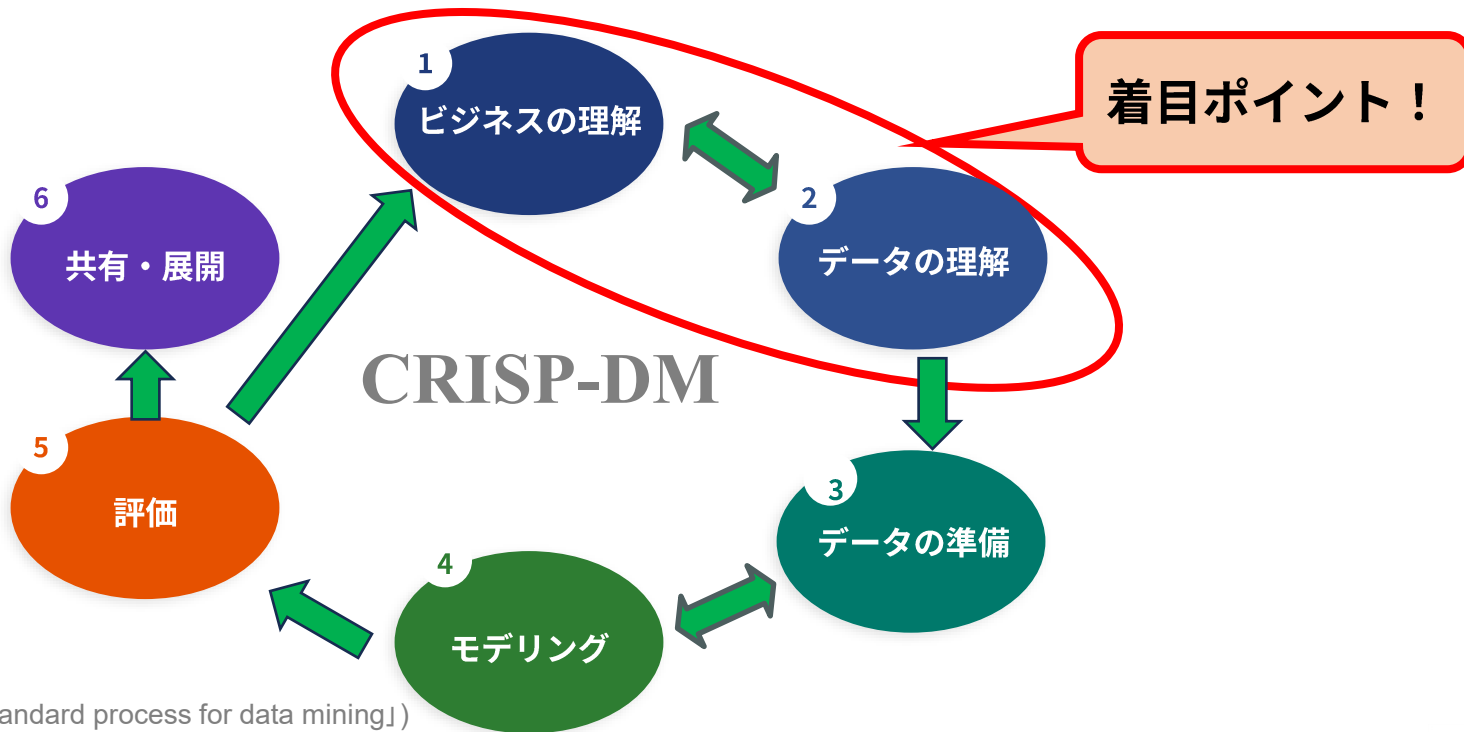 1
ビジネスの理解
着目ポイント！
2
データの理解
6
共有・展開
CRISP-DM
5
評価
3
データの準備
4
モデリング
andard process for data mining」)